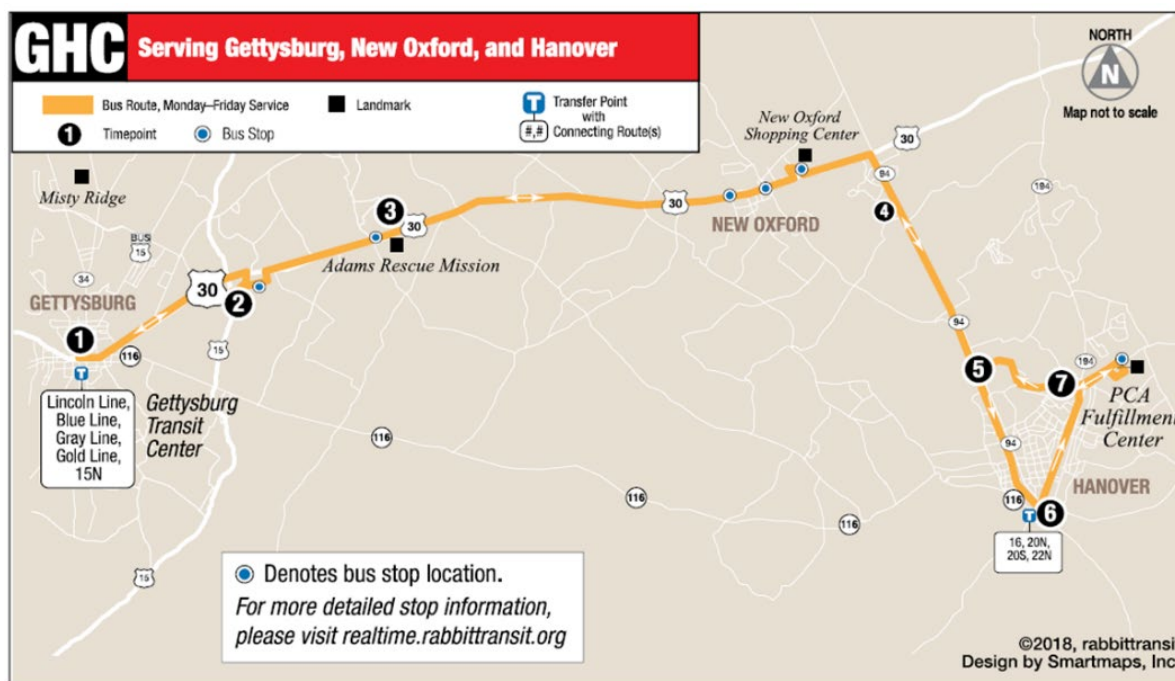 GHC Serving Gettysburg, New Oxford, and Hanover
Bus Route, Monday–Friday Service
Landmark
T Transfer Point
with
#,# Connecting Route(s)
1 Timepoint
Bus Stop
NORTH
N
Map not to scale
New Oxford
Shopping Center
30
94
194
Misty Ridge
BUS
15
3
30
30
NEW OXFORD
4
Adams Rescue Mission
34
30
2
GETTYSBURG
1
116
15
T
Lincoln Line,
Blue Line,
Gray Line,
Gold Line,
15N
Gettysburg
Transit
Center
94
5
7
194
PCA
Fulfillment
Center
116
94
HANOVER
116
116
116
6
T
16, 20N,
20S, 22N
15
Denotes bus stop location.
For more detailed stop information,
please visit realtime.rabbittransit.org
©2018, rabbittransit
Design by Smartmaps, Inc